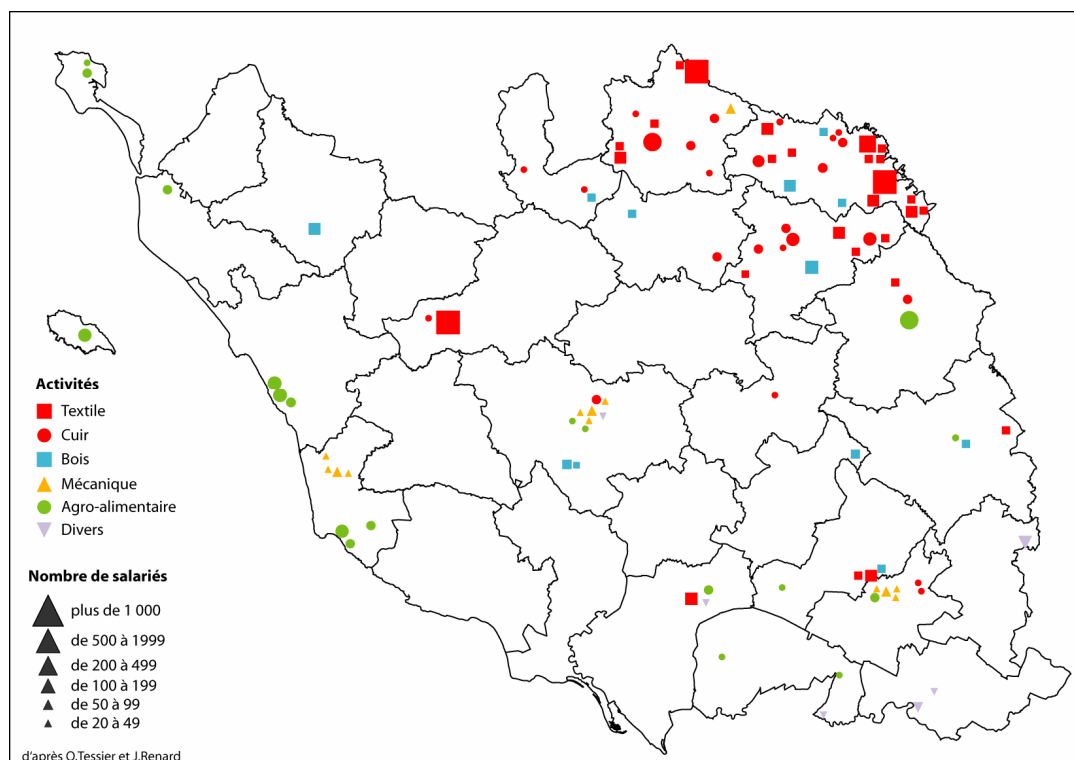 Activités
Textile
Cuir
Bois
Mécanique
Agro-alimentaire
Divers
Nombre de salariés
plus de 1 000
de 500 à 1999
de 200 à 499
de 100 à 199
de 50 à 99
de 20 à 49
d'après O.Tessier et J.Renard